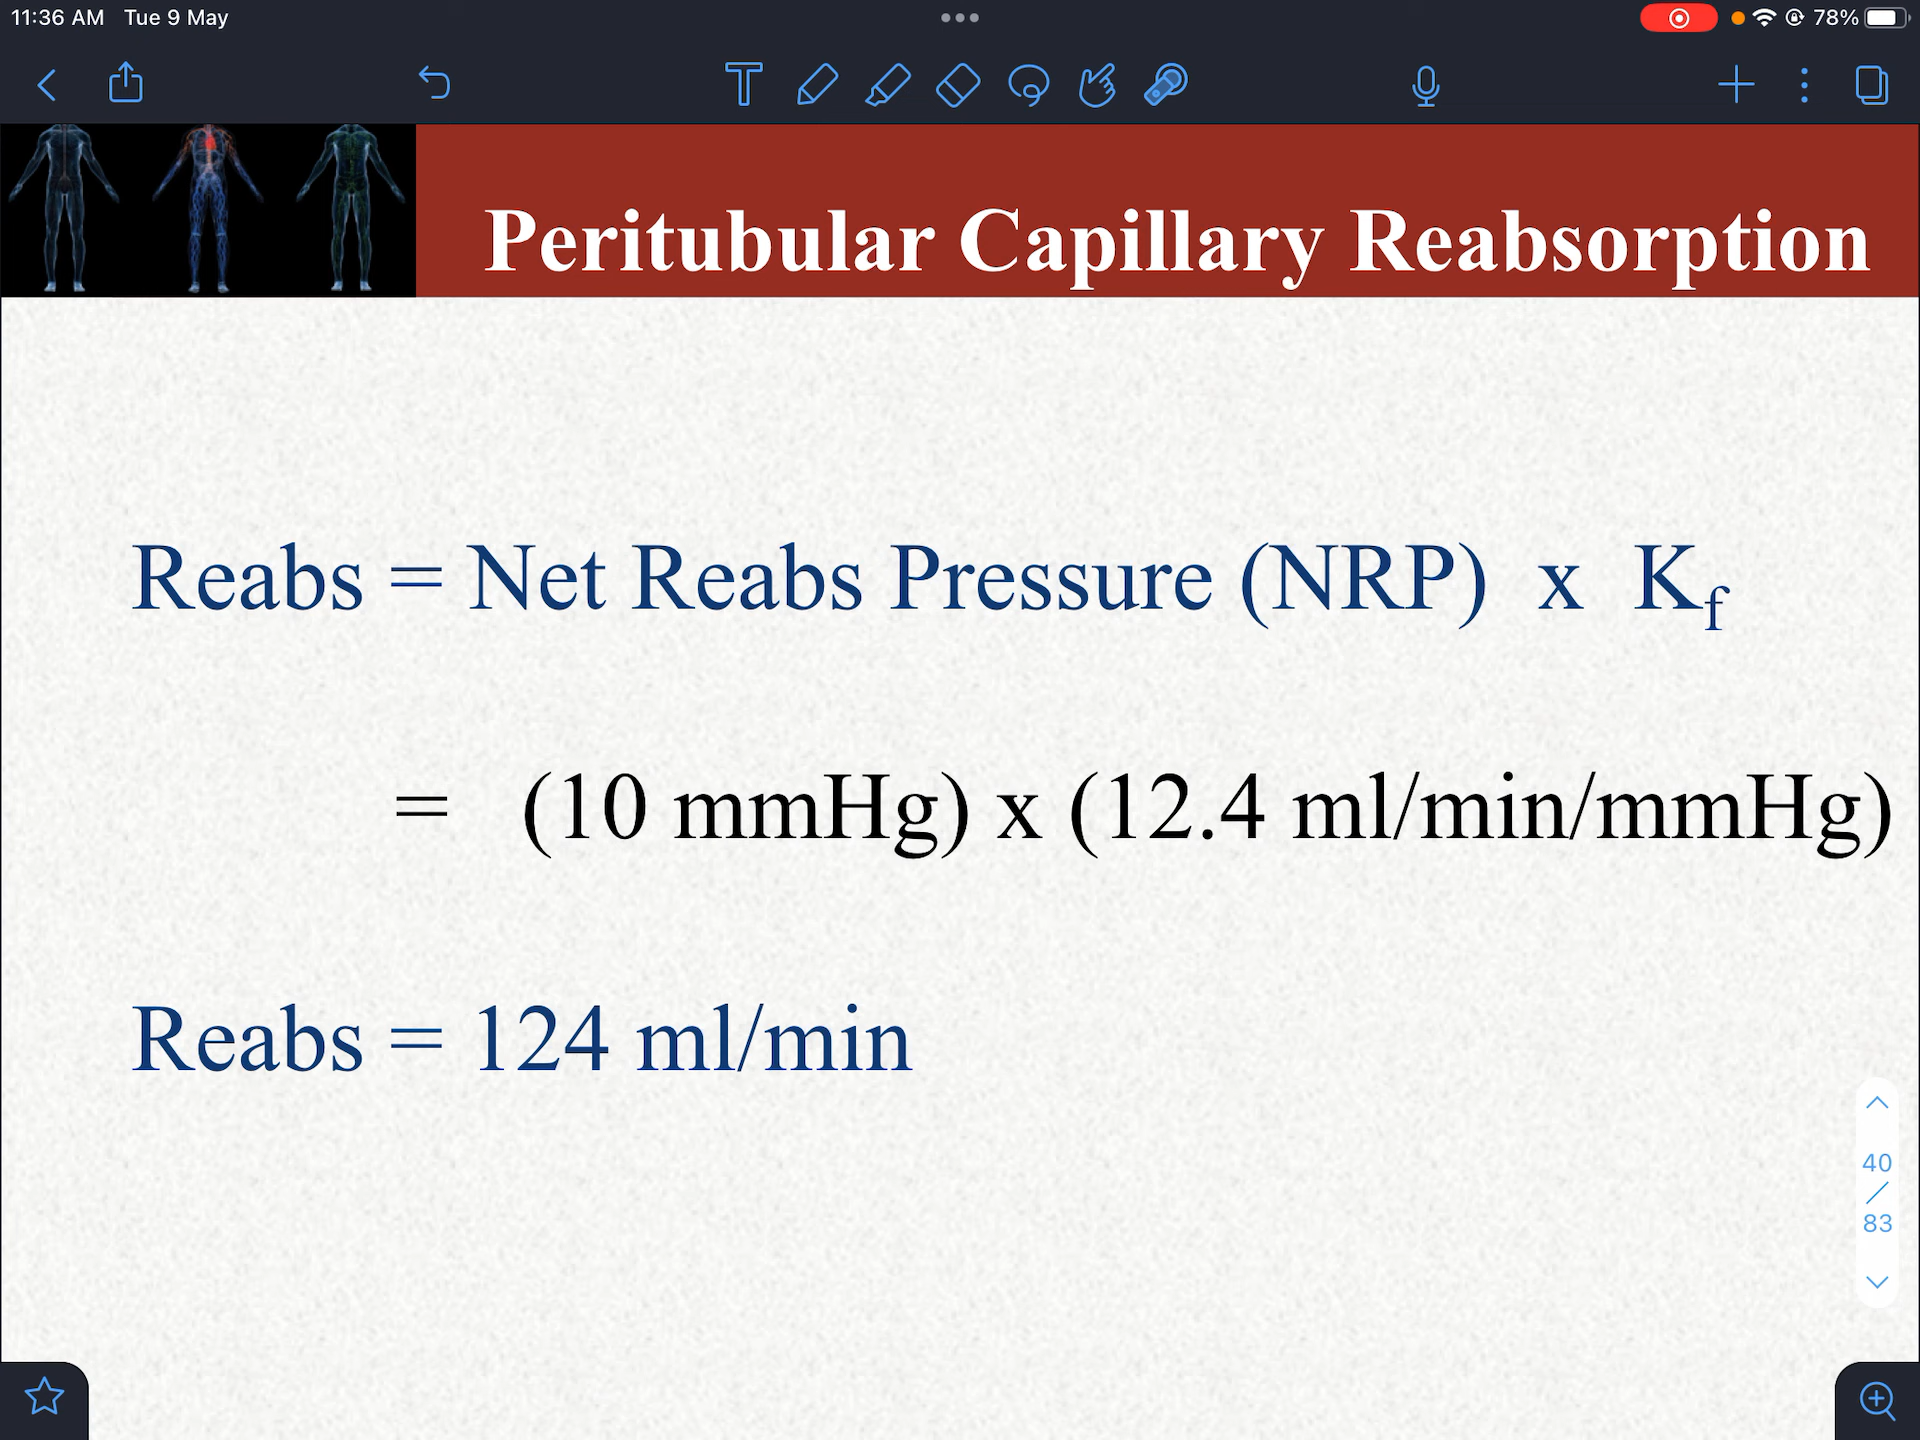 11:36 AM Tue 9 May
78%
Peritubular Capillary Reabsorption
Reabs = Net Reabs Pressure (NRP) x Kf
= (10 mmHg) x (12.4 ml/min/mmHg)
Reabs = 124 ml/min
40
/
83